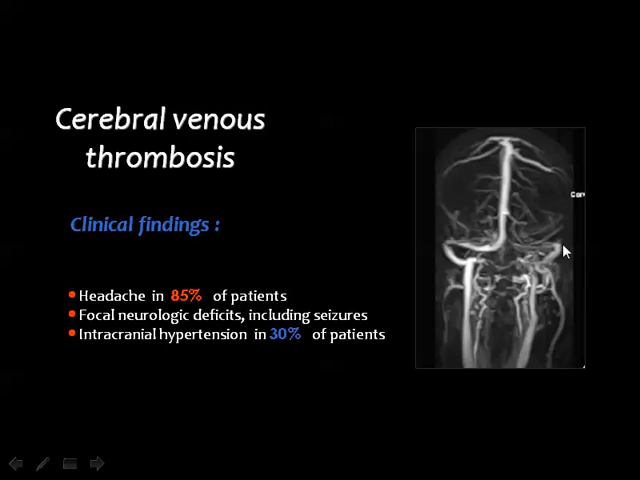 Cerebral venous
thrombosis
Clinical findings :
Headache in 85% of patients
Focal neurologic deficits, including seizures
Intracranial hypertension in 30% of patients